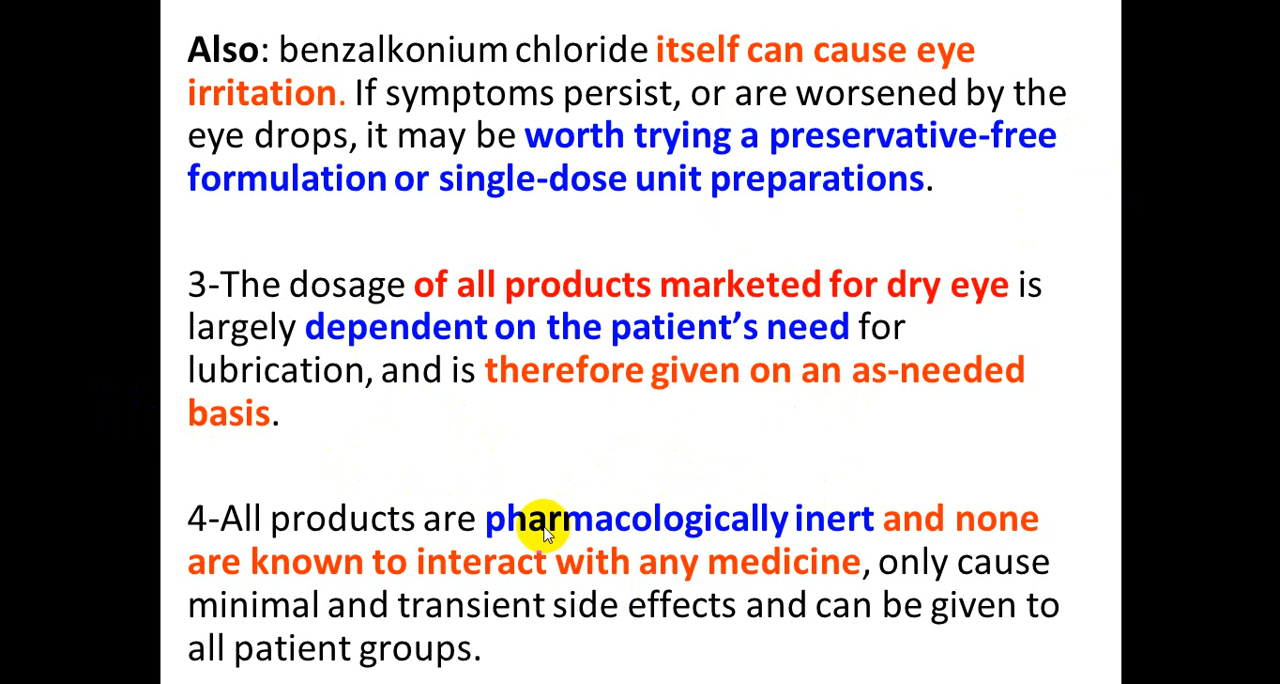 Also: benzalkonium chloride itself can cause eye
irritation. If symptoms persist, or are worsened by the
eye drops, it may be worth trying a preservative-free
formulation or single-dose unit preparations.
3-The dosage of all products marketed for dry eye is
largely dependent on the patient’s need for
lubrication, and is therefore given on an as-needed
basis.
4-All products are pharmacologically inert and none
are known to interact with any medicine, only cause
minimal and transient side effects and can be given to
all patient groups.